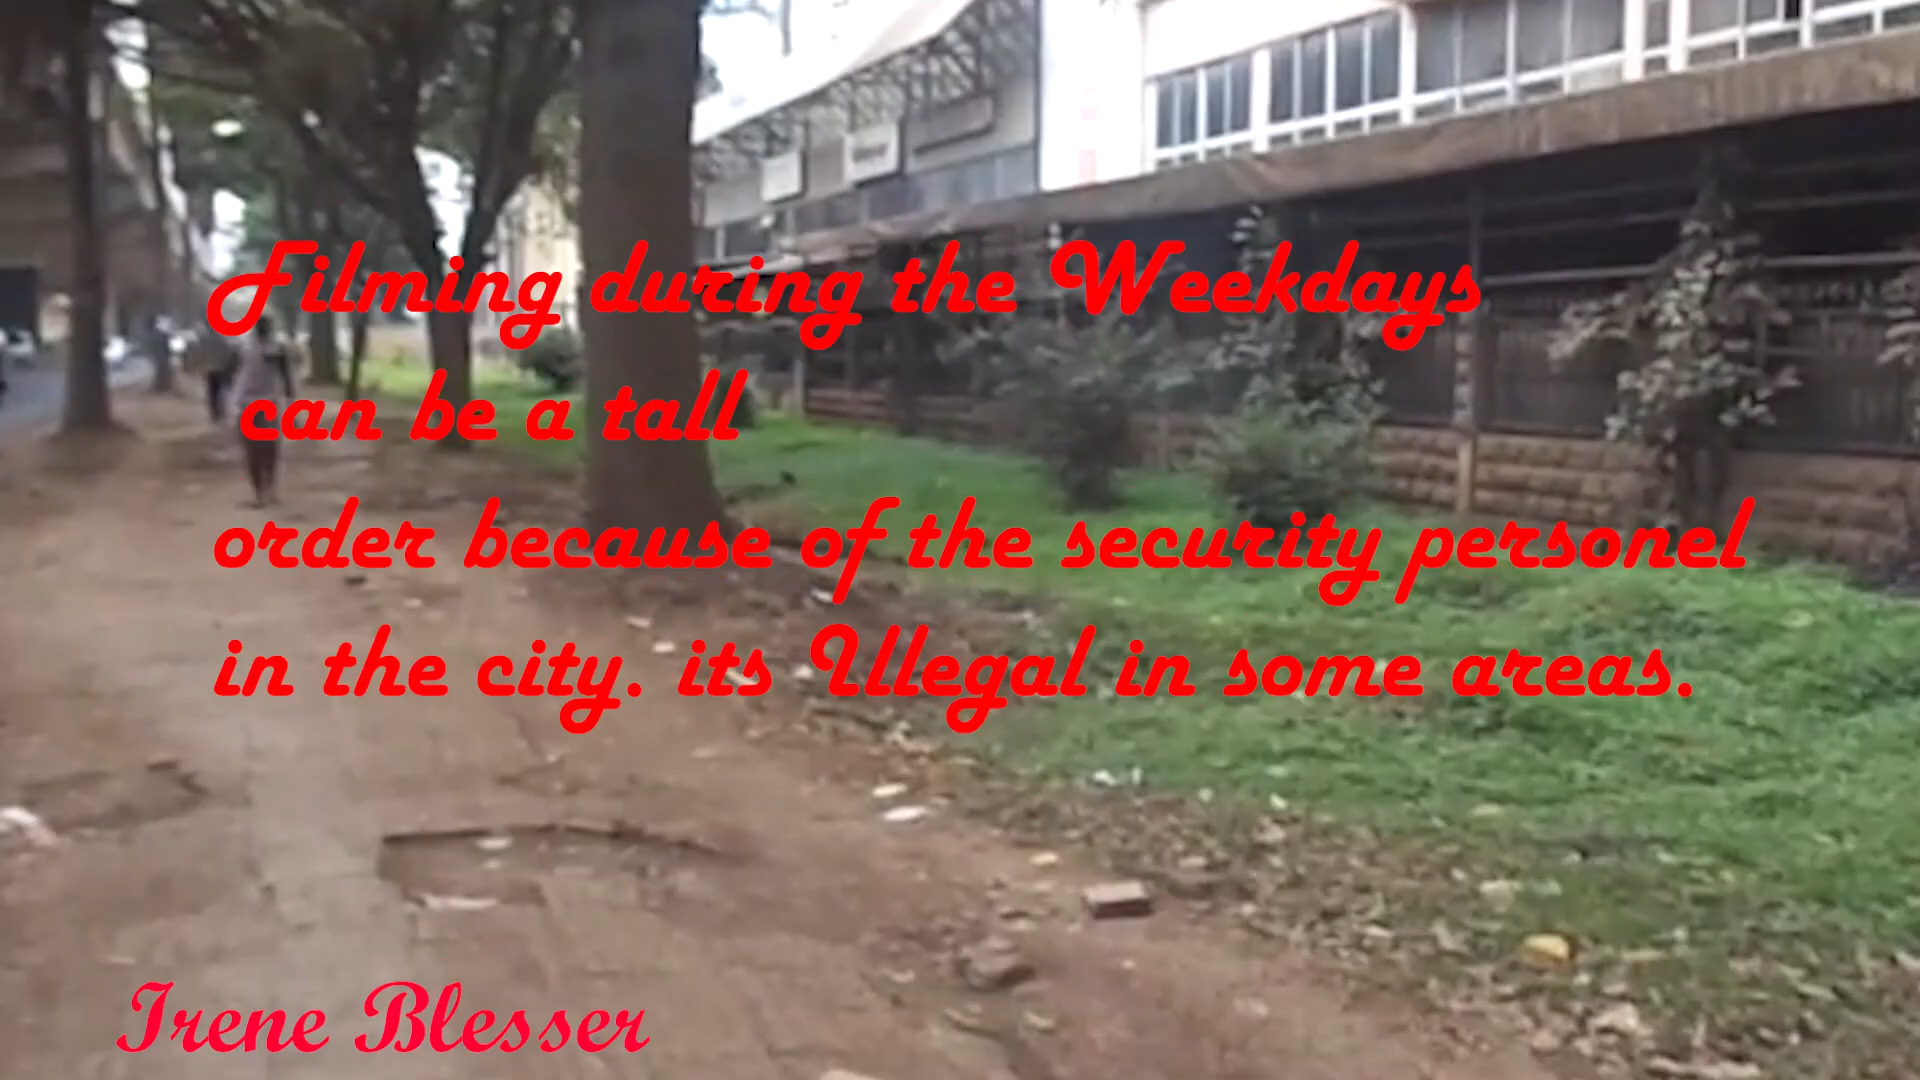 Filming during the Weekdays
can be a tall
order because of the security personel
in the city. its Illegal in some areas.
Irene Blesser